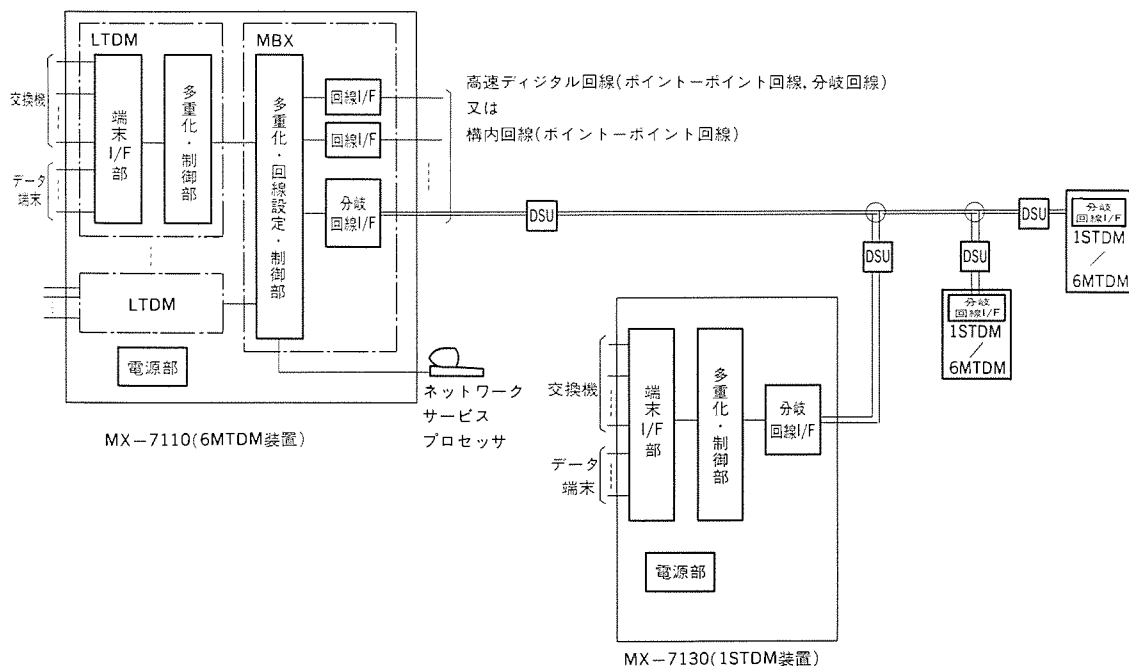 LTDM
MBX
交換機
データ
端末
端末I/F部
多重化・制御部
多重化・回線設定・制御部
回線I/F
回線I/F
分岐
回線I/F
高速ディジタル回線(ポイントーポイント回線,分岐回線)
又は
構内回線(ポイントーポイント回線)
DSU
DSU
DSU
DSU
分岐
回線I/F
1STDM
／
6MTDM
分岐
回線I/F
1STDM
／
6MTDM
LTDM
電源部
ネットワーク
サービス
プロセッサ
MX−7110(6MTDM装置)
交換機
データ
端末
端末I/F部
多重化・制御部
分岐
回線I/F
電源部
MX−7130(1STDM装置)